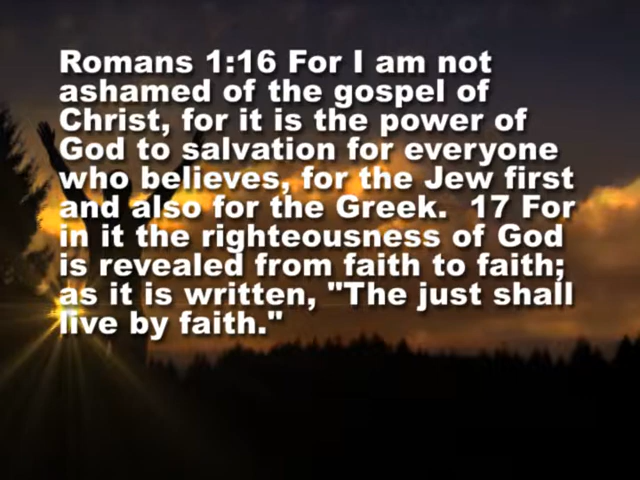 Romans 1:16 For I am not
ashamed of the gospel of
Christ, for it is the power of
God to salvation for everyone
who believes, for the Jew first
and also for the Greek.  17 For
in it the righteousness of God
is revealed from faith to faith;
as it is written, "The just shall
live by faith."